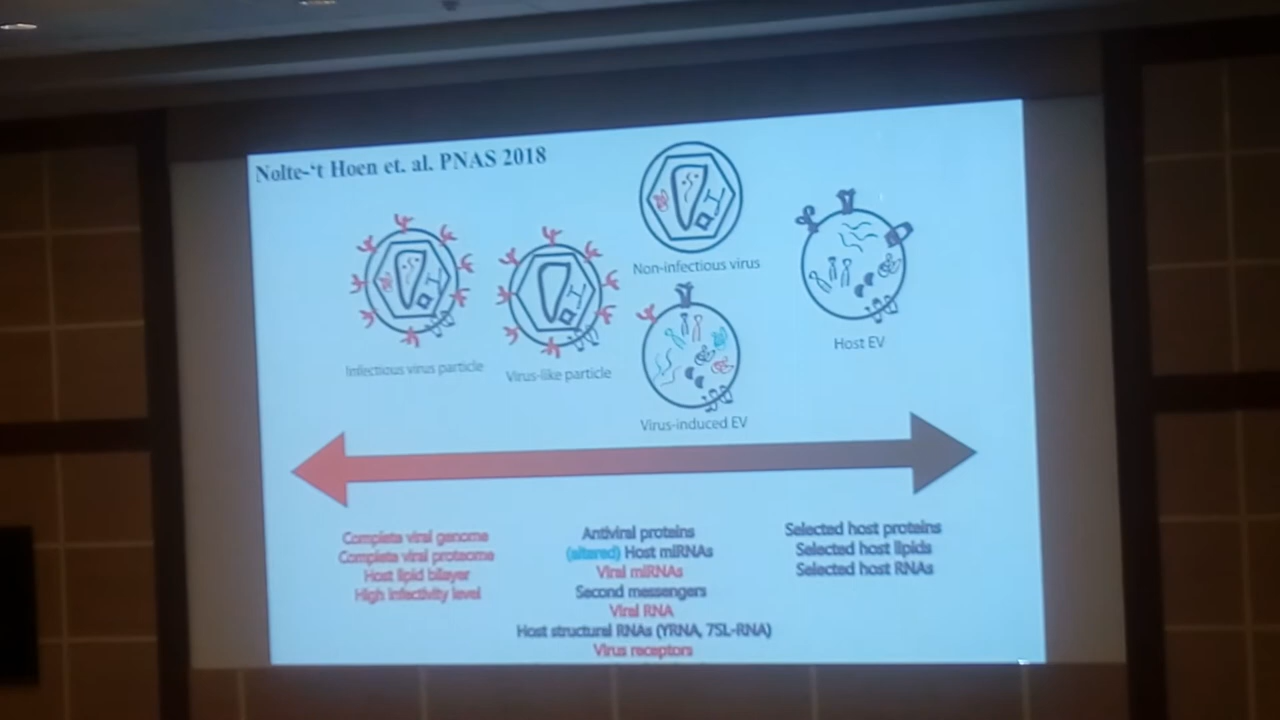 Nolte-‘t Hoen et. al. PNAS 2018
Non-infectious virus
Infectious virus particle
Virus-like particle
Virus-induced EV
Host EV
Complete viral genome
Complete viral proteome
Host lipid bilayer
High infectivity level
Antiviral proteins
(altered) Host miRNAs
Viral miRNAs
Second messengers
Viral RNA
Host structural RNAs (YRNA, 7SL-RNA)
Virus receptors
Selected host proteins
Selected host lipids
Selected host RNAs